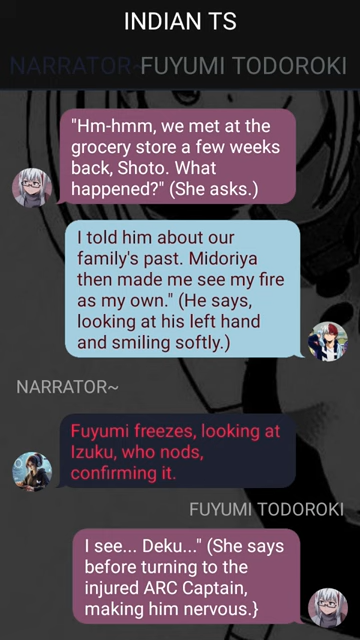 INDIAN TS
NARRATOR~FUYUMI TODOROKI
"Hm-hmm, we met at the
grocery store a few weeks
back, Shoto. What
happened?" (She asks.)
I told him about our
family's past. Midoriya
then made me see my fire
as my own." (He says,
looking at his left hand
and smiling softly.)
NARRATOR~
Fuyumi freezes, looking at
Izuku, who nods,
confirming it.
FUYUMI TODOROKI
I see... Deku..." (She says
before turning to the
injured ARC Captain,
making him nervous.}